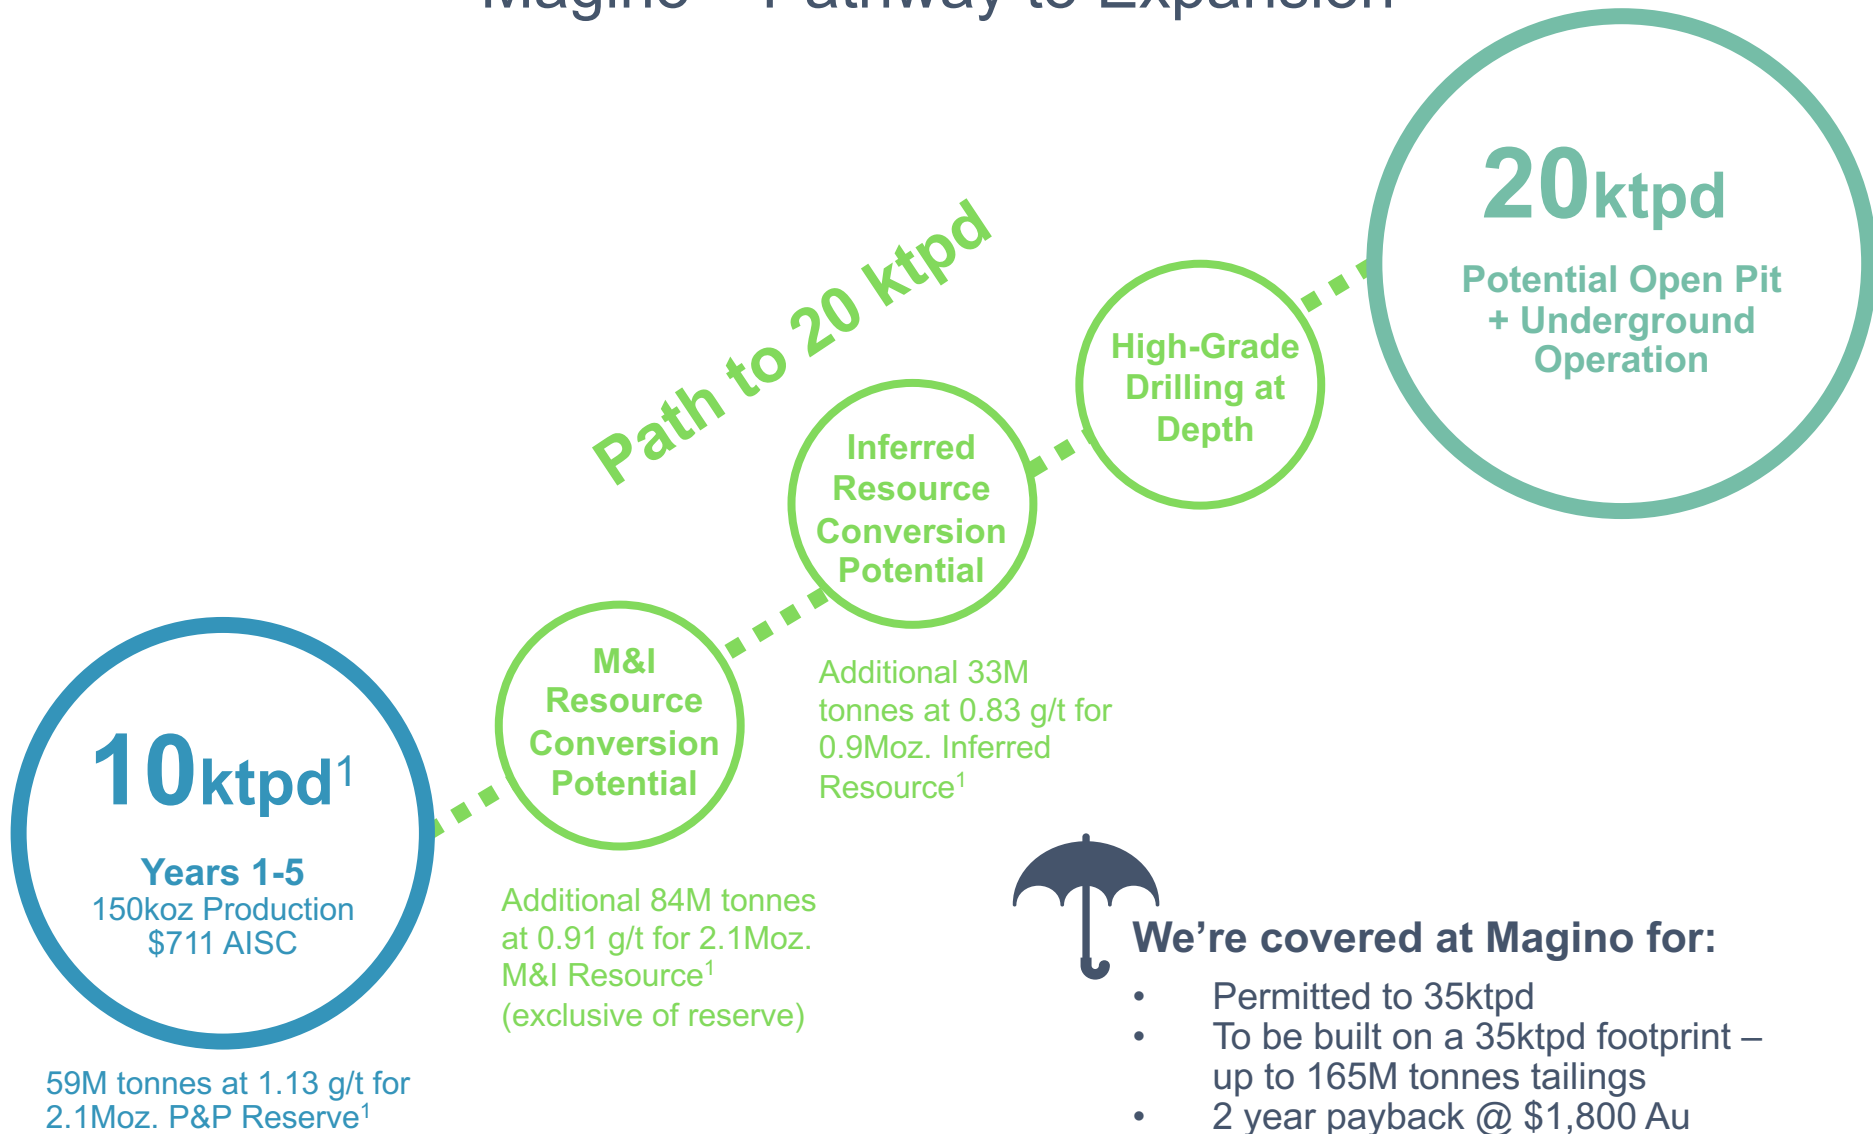 Magino – Pathway to Expansion
Path to 20 ktpd
20ktpd
Potential Open Pit
+ Underground
Operation
High-Grade
Drilling at
Depth
Inferred
Resource
Conversion
Potential
Additional 33M
tonnes at 0.83 g/t for
0.9Moz. Inferred
Resource¹
M&I
Resource
Conversion
Potential
Additional 84M tonnes
at 0.91 g/t for 2.1Moz.
M&I Resource¹
(exclusive of reserve)
10ktpd¹
Years 1-5
150koz Production
$711 AISC
59M tonnes at 1.13 g/t for
2.1Moz. P&P Reserve¹
We’re covered at Magino for:
• Permitted to 35ktpd
• To be built on a 35ktpd footprint –
up to 165M tonnes tailings
• 2 year payback @ $1,800 Au